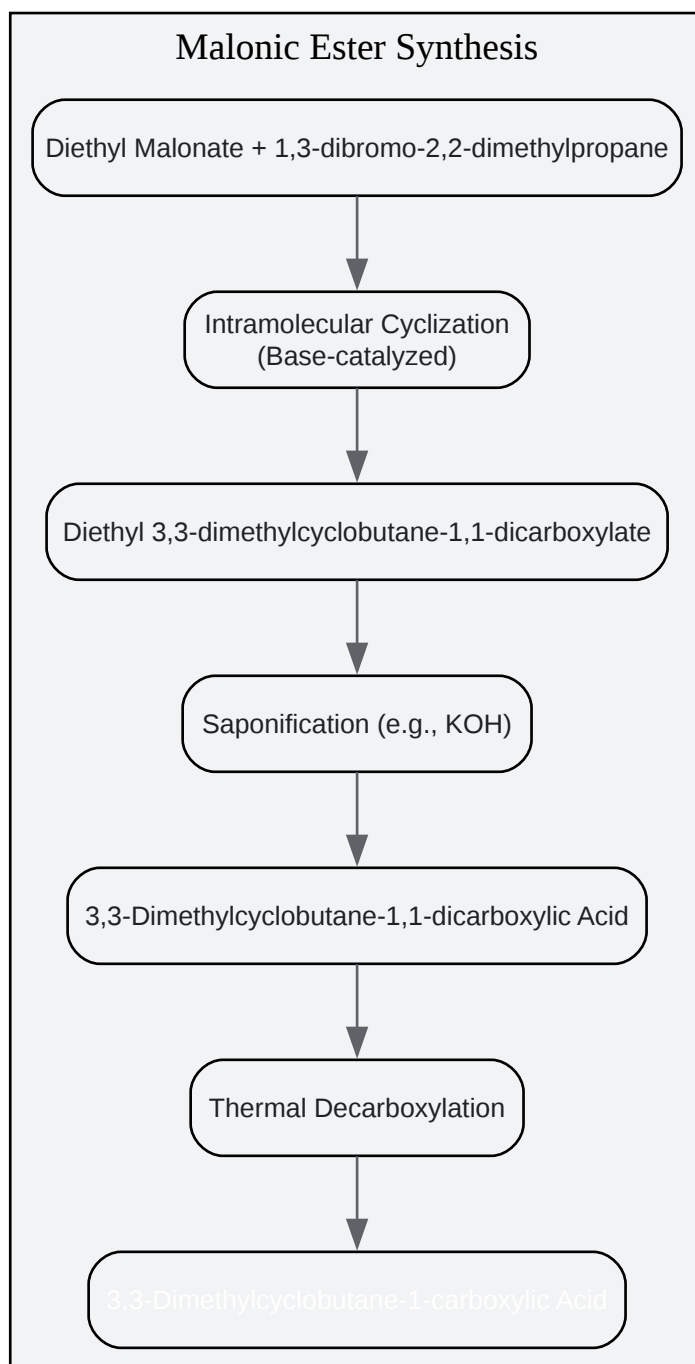 Malonic Ester Synthesis
Diethyl Malonate + 1,3-dibromo-2,2-dimethylpropane
Intramolecular Cyclization
(Base-catalyzed)
Diethyl 3,3-dimethylcyclobutane-1,1-dicarboxylate
Saponification (e.g., KOH)
3,3-Dimethylcyclobutane-1,1-dicarboxylic Acid
Thermal Decarboxylation
3,3-Dimethylcyclobutane-1-carboxylic Acid